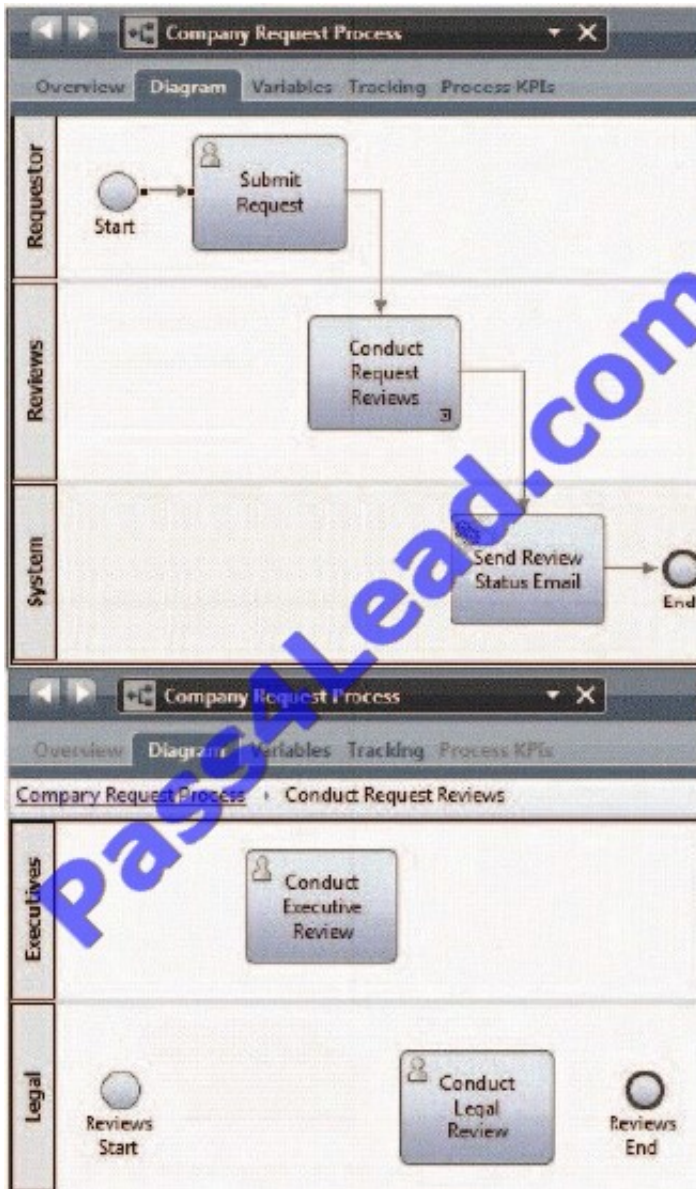 Company Request Process
Overview Diagram Variables Tracking Process KPIs
Requestor
Start
Submit
Request
Reviews
Conduct
Request
Reviews
System
Send Review
Status Email
End
Company Request Process
Overview Diagram Variables Tracking Process KPIs
Company Request Process Conduct Request Reviews
Executives
Conduct
Executive
Review
Legal
Reviews
Start
Conduct
Legal
Review
Reviews
End
Pass4Lead.com